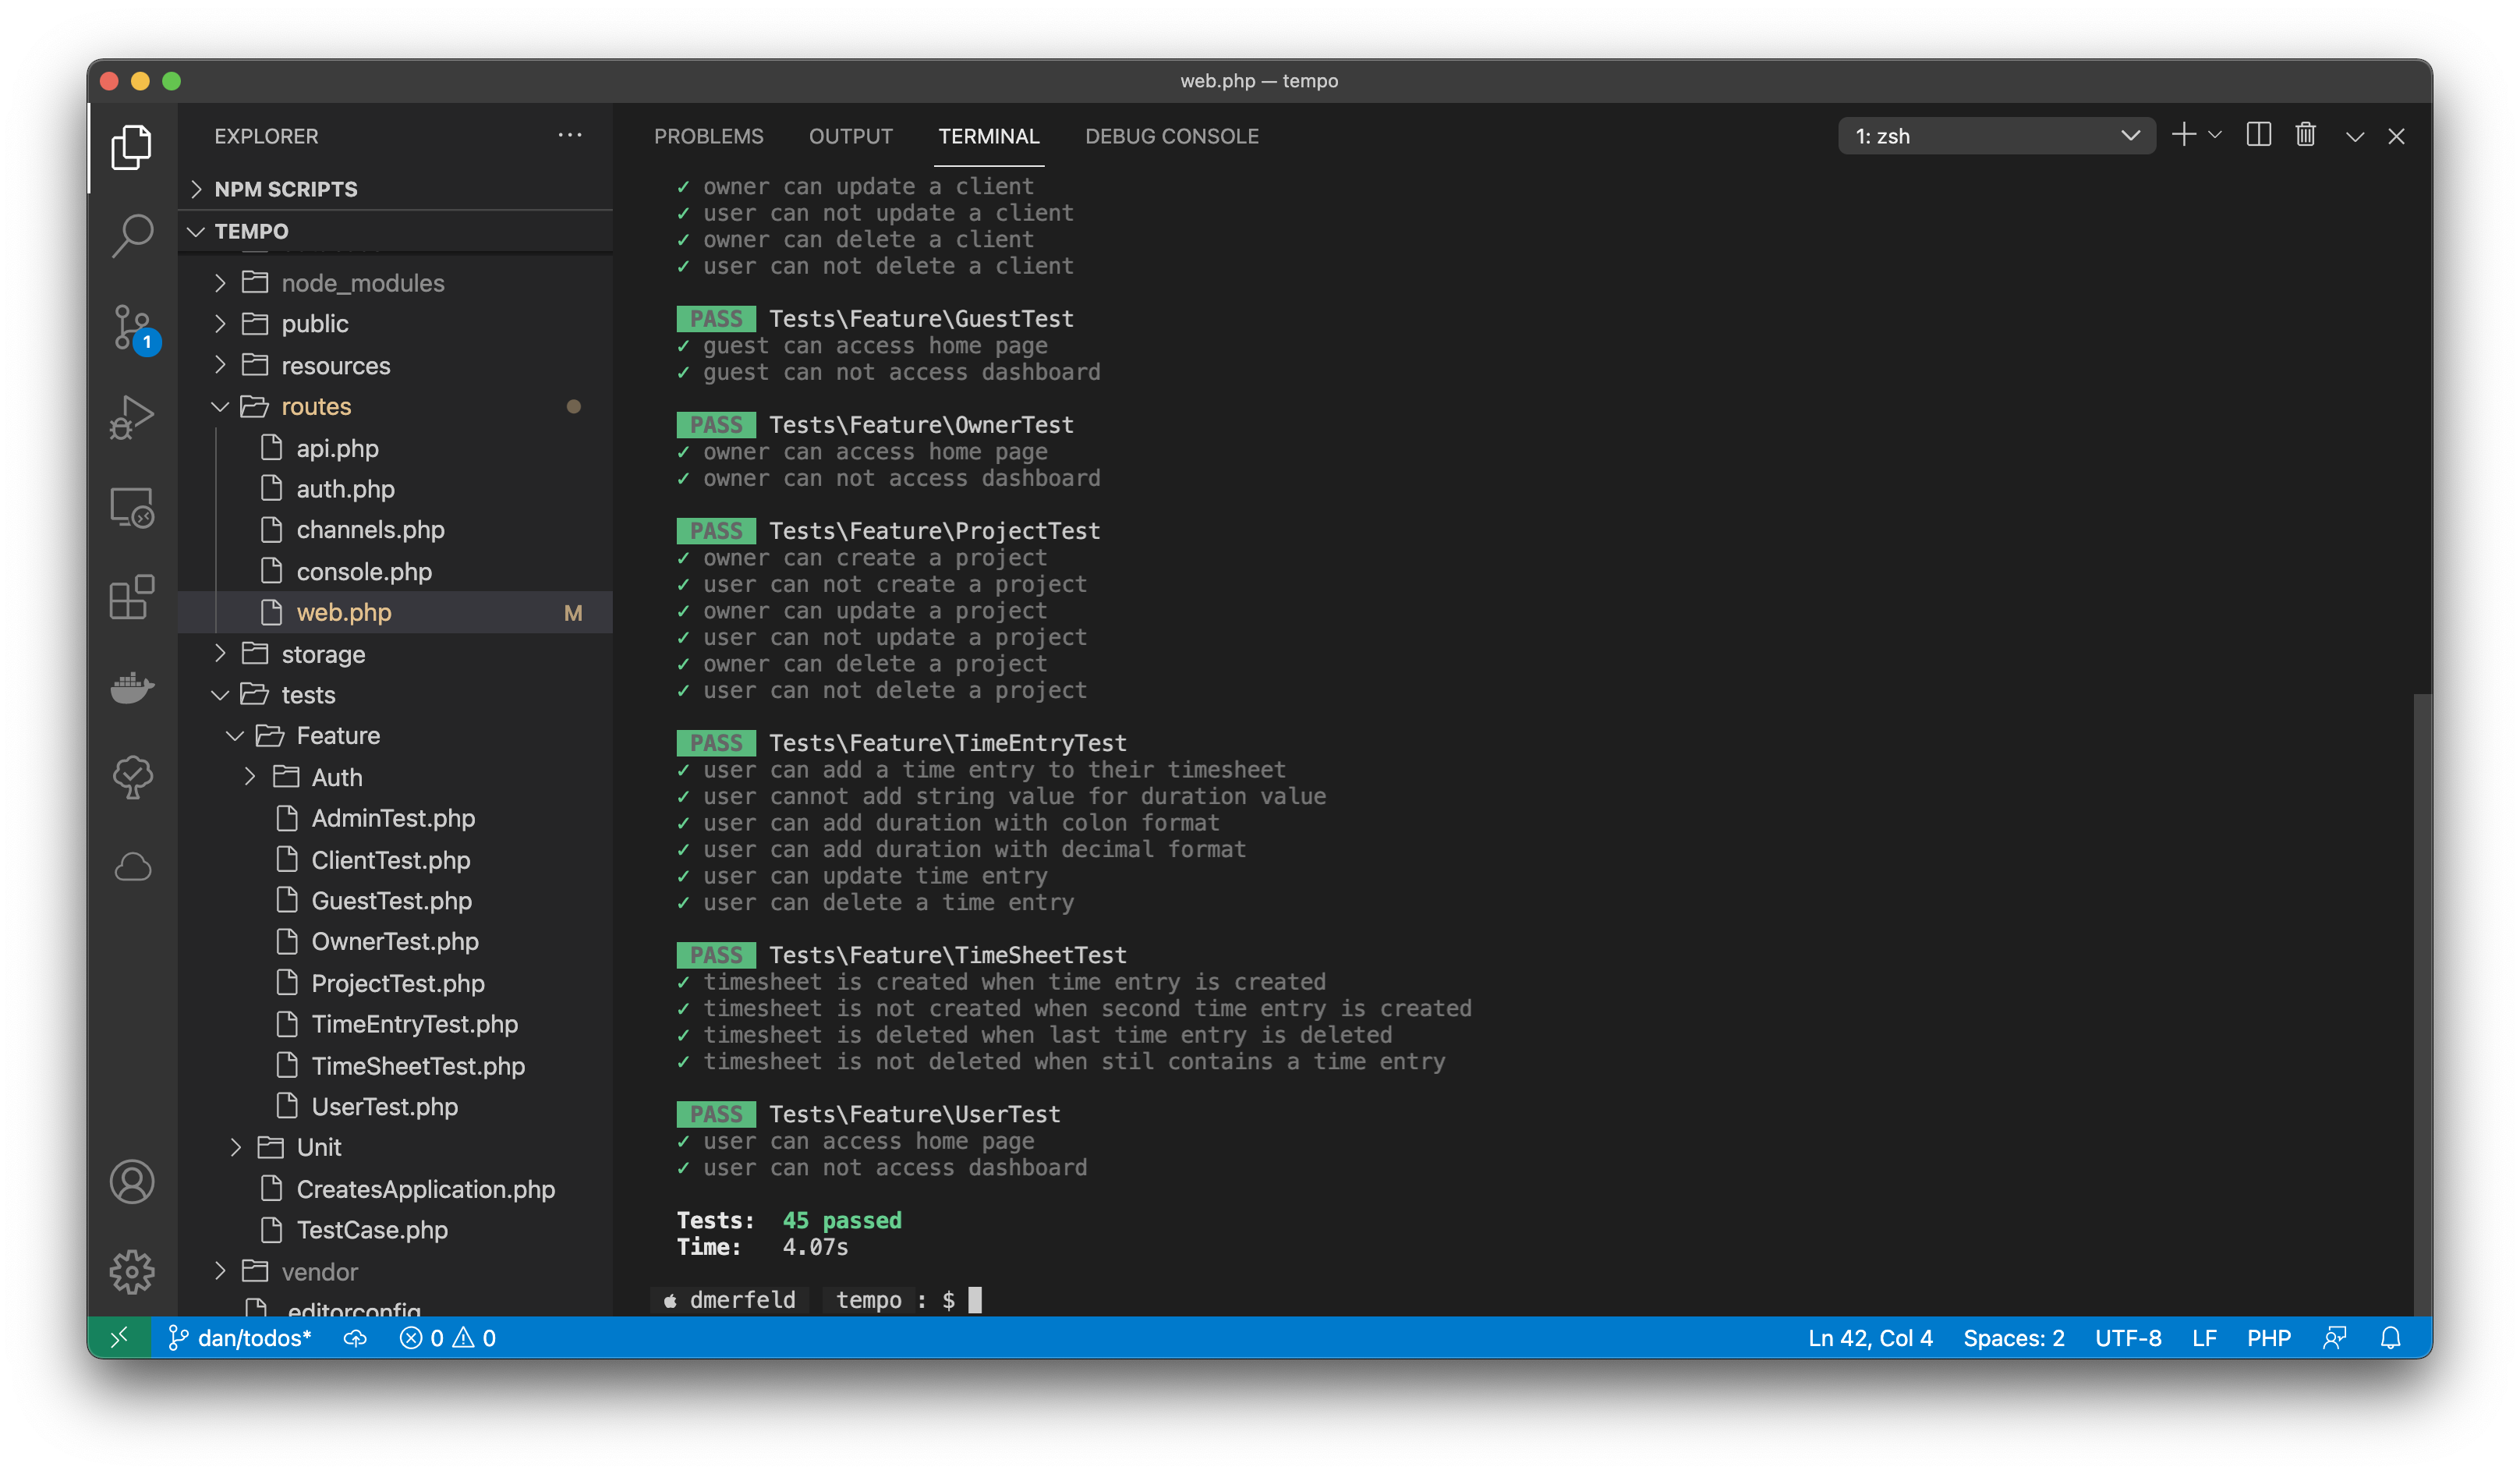 web.php — tempo
EXPLORER
NPM SCRIPTS
TEMPO
node_modules
public
resources
routes
api.php
auth.php
channels.php
console.php
web.php M
storage
tests
Feature
Auth
AdminTest.php
ClientTest.php
GuestTest.php
OwnerTest.php
ProjectTest.php
TimeEntryTest.php
TimeSheetTest.php
UserTest.php
Unit
CreatesApplication.php
TestCase.php
vendor
.editorconfig
1
PROBLEMS OUTPUT TERMINAL DEBUG CONSOLE
1: zsh
✓ owner can update a client
✓ user can not update a client
✓ owner can delete a client
✓ user can not delete a client
PASS Tests\Feature\GuestTest
✓ guest can access home page
✓ guest can not access dashboard
PASS Tests\Feature\OwnerTest
✓ owner can access home page
✓ owner can not access dashboard
PASS Tests\Feature\ProjectTest
✓ owner can create a project
✓ user can not create a project
✓ owner can update a project
✓ user can not update a project
✓ owner can delete a project
✓ user can not delete a project
PASS Tests\Feature\TimeEntryTest
✓ user can add a time entry to their timesheet
✓ user cannot add string value for duration value
✓ user can add duration with colon format
✓ user can add duration with decimal format
✓ user can update time entry
✓ user can delete a time entry
PASS Tests\Feature\TimeSheetTest
✓ timesheet is created when time entry is created
✓ timesheet is not created when second time entry is created
✓ timesheet is deleted when last time entry is deleted
✓ timesheet is not deleted when stil contains a time entry
PASS Tests\Feature\UserTest
✓ user can access home page
✓ user can not access dashboard
Tests: 45 passed
Time: 4.07s
dmerfeld tempo : $
dan/todos* 0 0 Ln 42, Col 4 Spaces: 2 UTF-8 LF PHP